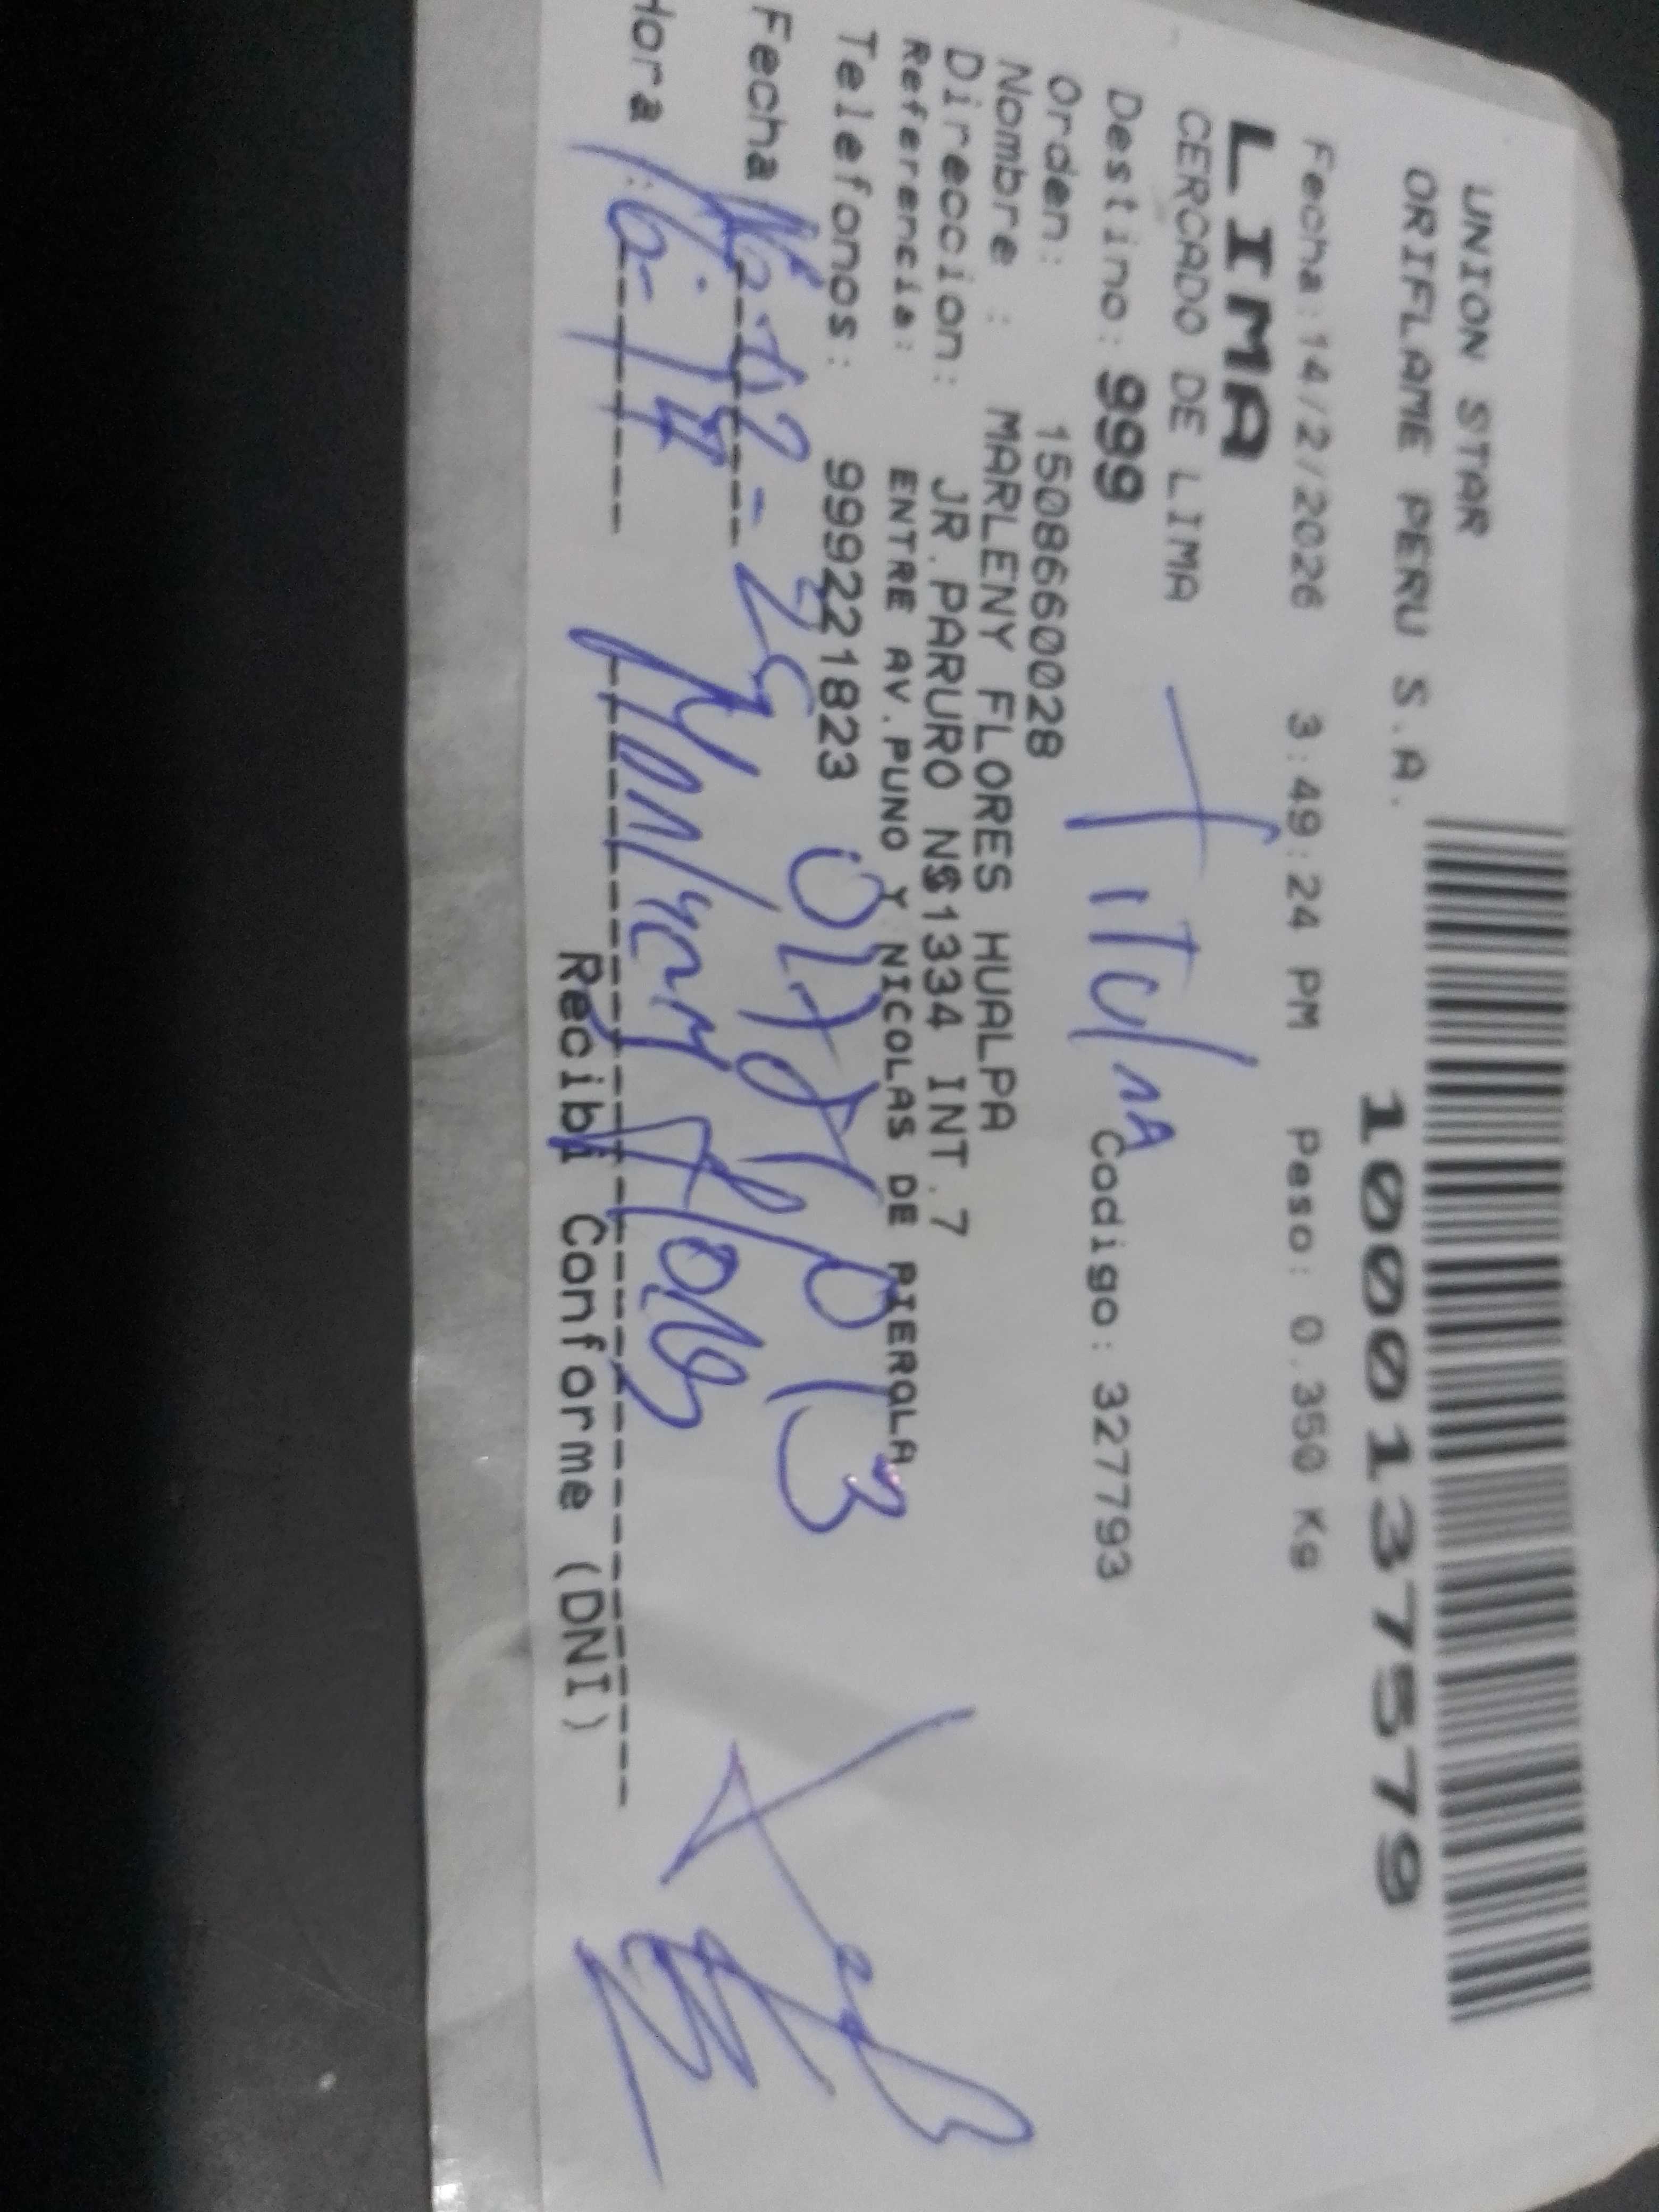 UNION STAR
ORIFLAME PERU S.A.
10001375779
Fecha:14/2/2026 3:49:24 PM Peso: 0.350 Kg
LIMA
CERCADO DE LIMA
Titular
Destino: 999 Codigo: 327793
Orden: 1508660028
Nombre : MARLENY FLORES HUALPA
Direccion: JR.PARURO N$1334 INT.7
Referencia: ENTRE AV.PUNO Y NICOLAS DE PIEROLA
Telefonos: 999221823
Fecha
Hora : Flores
Recibi Conforme (DNI)